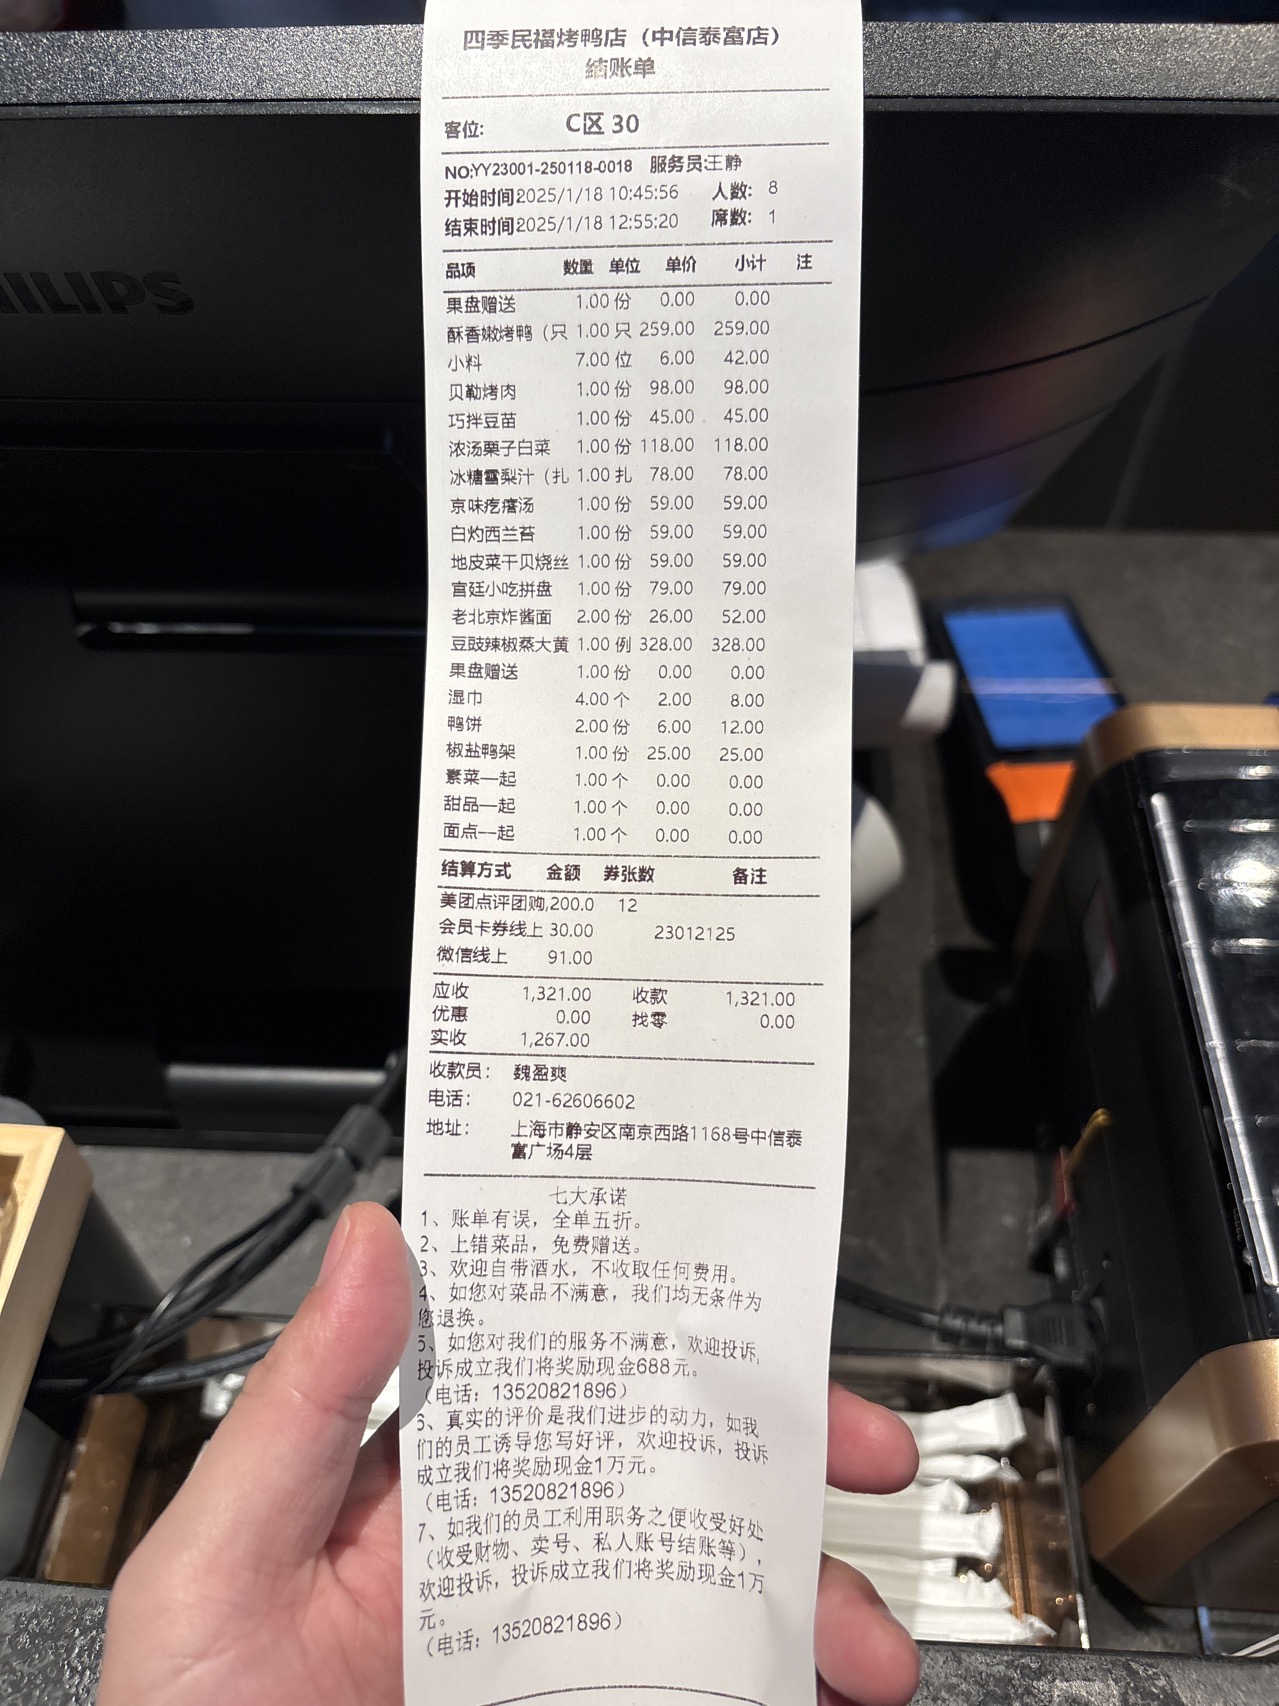 四季民福烤鸭店（中信泰富店）
结账单
客位: C区 30
NO:YY23001-250118-0018 服务员:王静
开始时间2025/1/18 10:45:56 人数: 8
结束时间2025/1/18 12:55:20 席数: 1
品项 数量 单位 单价 小计 注
果盘赠送 1.00 份 0.00 0.00
酥香嫩烤鸭（只 1.00 只 259.00 259.00
小料 7.00 位 6.00 42.00
贝勒烤肉 1.00 份 98.00 98.00
巧拌豆苗 1.00 份 45.00 45.00
浓汤栗子白菜 1.00 份 118.00 118.00
冰糖雪梨汁（扎 1.00 扎 78.00 78.00
京味疙瘩汤 1.00 份 59.00 59.00
白灼西兰苔 1.00 份 59.00 59.00
地皮菜干贝烧丝 1.00 份 59.00 59.00
宫廷小吃拼盘 1.00 份 79.00 79.00
老北京炸酱面 2.00 份 26.00 52.00
豆豉辣椒蒸大黄 1.00 例 328.00 328.00
果盘赠送 1.00 份 0.00 0.00
湿巾 4.00 个 2.00 8.00
鸭饼 2.00 份 6.00 12.00
椒盐鸭架 1.00 份 25.00 25.00
素菜一起 1.00 个 0.00 0.00
甜品一起 1.00 个 0.00 0.00
面点一起 1.00 个 0.00 0.00
结算方式 金额 券张数 备注
美团点评团购,200.0 12
会员卡券线上 30.00 23012125
微信线上 91.00
应收 1,321.00 收款 1,321.00
优惠 0.00 找零 0.00
实收 1,267.00
收款员: 魏盈爽
电话: 021-62606602
地址: 上海市静安区南京西路1168号中信泰
富广场4层
七大承诺
1、账单有误，全单五折。
2、上错菜品，免费赠送。
3、欢迎自带酒水，不收取任何费用。
4、如您对菜品不满意，我们均无条件为
您退换。
5、如您对我们的服务不满意，欢迎投诉，
投诉成立我们将奖励现金688元。
（电话：13520821896）
6、真实的评价是我们进步的动力，如我
们的员工诱导您写好评，欢迎投诉，投诉
成立我们将奖励现金1万元。
（电话：13520821896）
7、如我们的员工利用职务之便收受好处
（收受财物、卖号、私人账号结账等），
欢迎投诉，投诉成立我们将奖励现金1万
元。
（电话：13520821896）
HILIPS